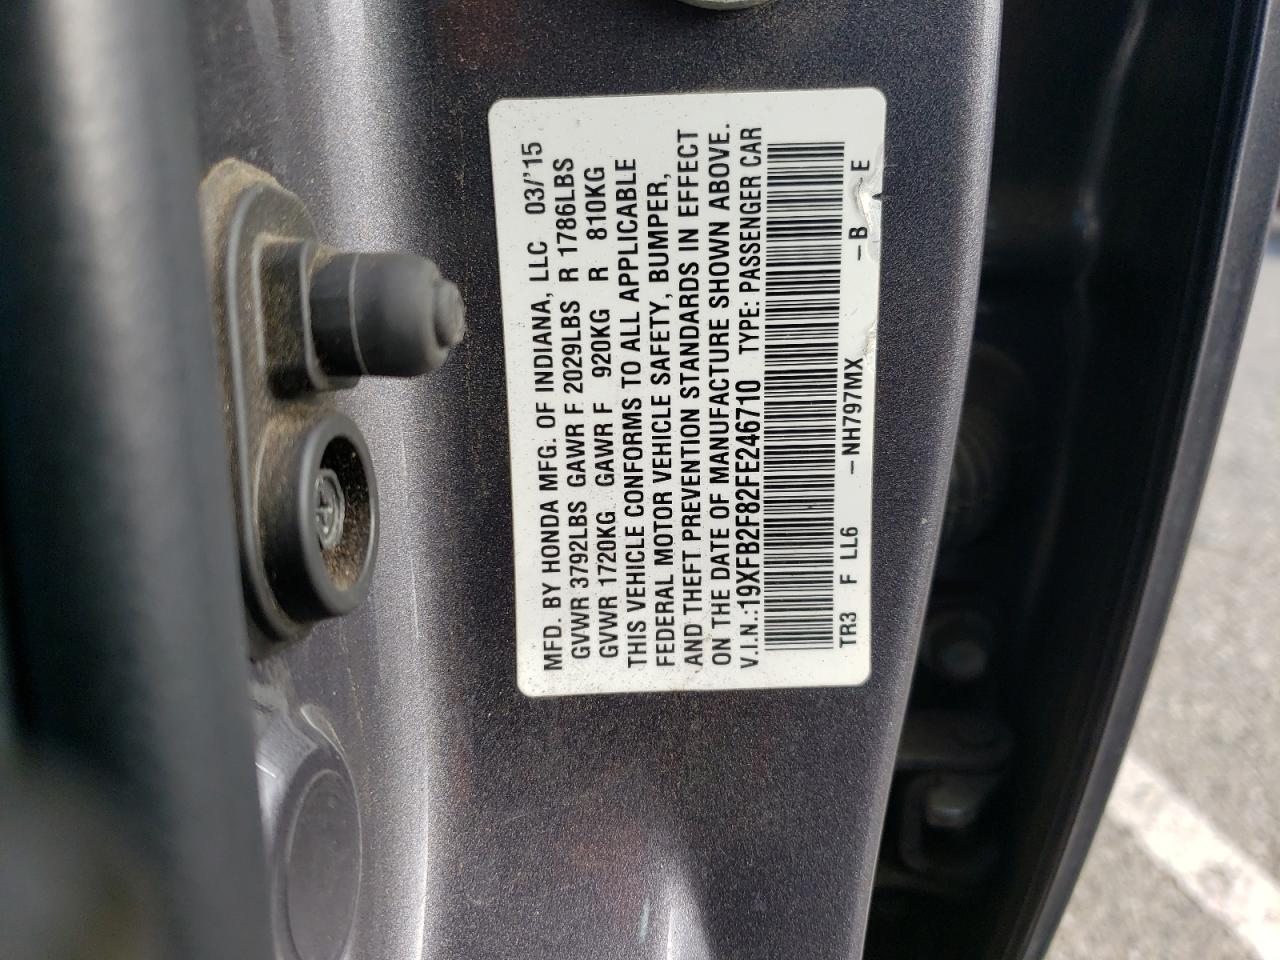 MFD. BY HONDA MFG. OF INDIANA, LLC 03/'15
GVWR 3792LBS GAWR F 2029LBS R 1786LBS
GVWR 1720KG GAWR F 920KG R 810KG
THIS VEHICLE CONFORMS TO ALL APPLICABLE
FEDERAL MOTOR VEHICLE SAFETY, BUMPER,
AND THEFT PREVENTION STANDARDS IN EFFECT
ON THE DATE OF MANUFACTURE SHOWN ABOVE.
V.I.N.:19XFB2F82FE246710 TYPE: PASSENGER CAR
TR3 F LL6 -NH797MX -B E